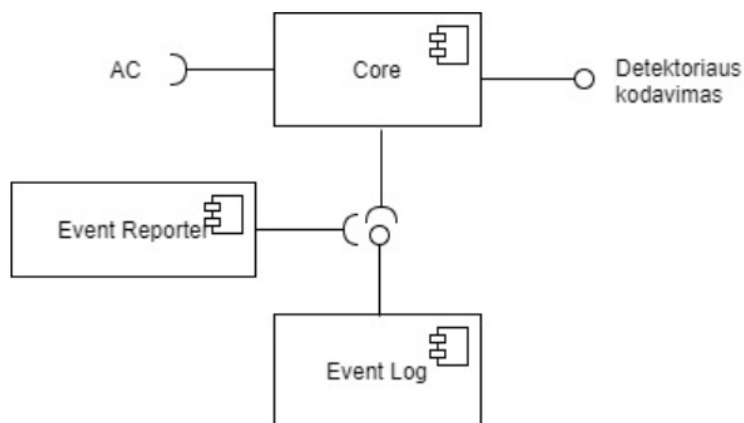 AC
Core
Detektoriaus
kodavimas
Event Reporter
Event Log